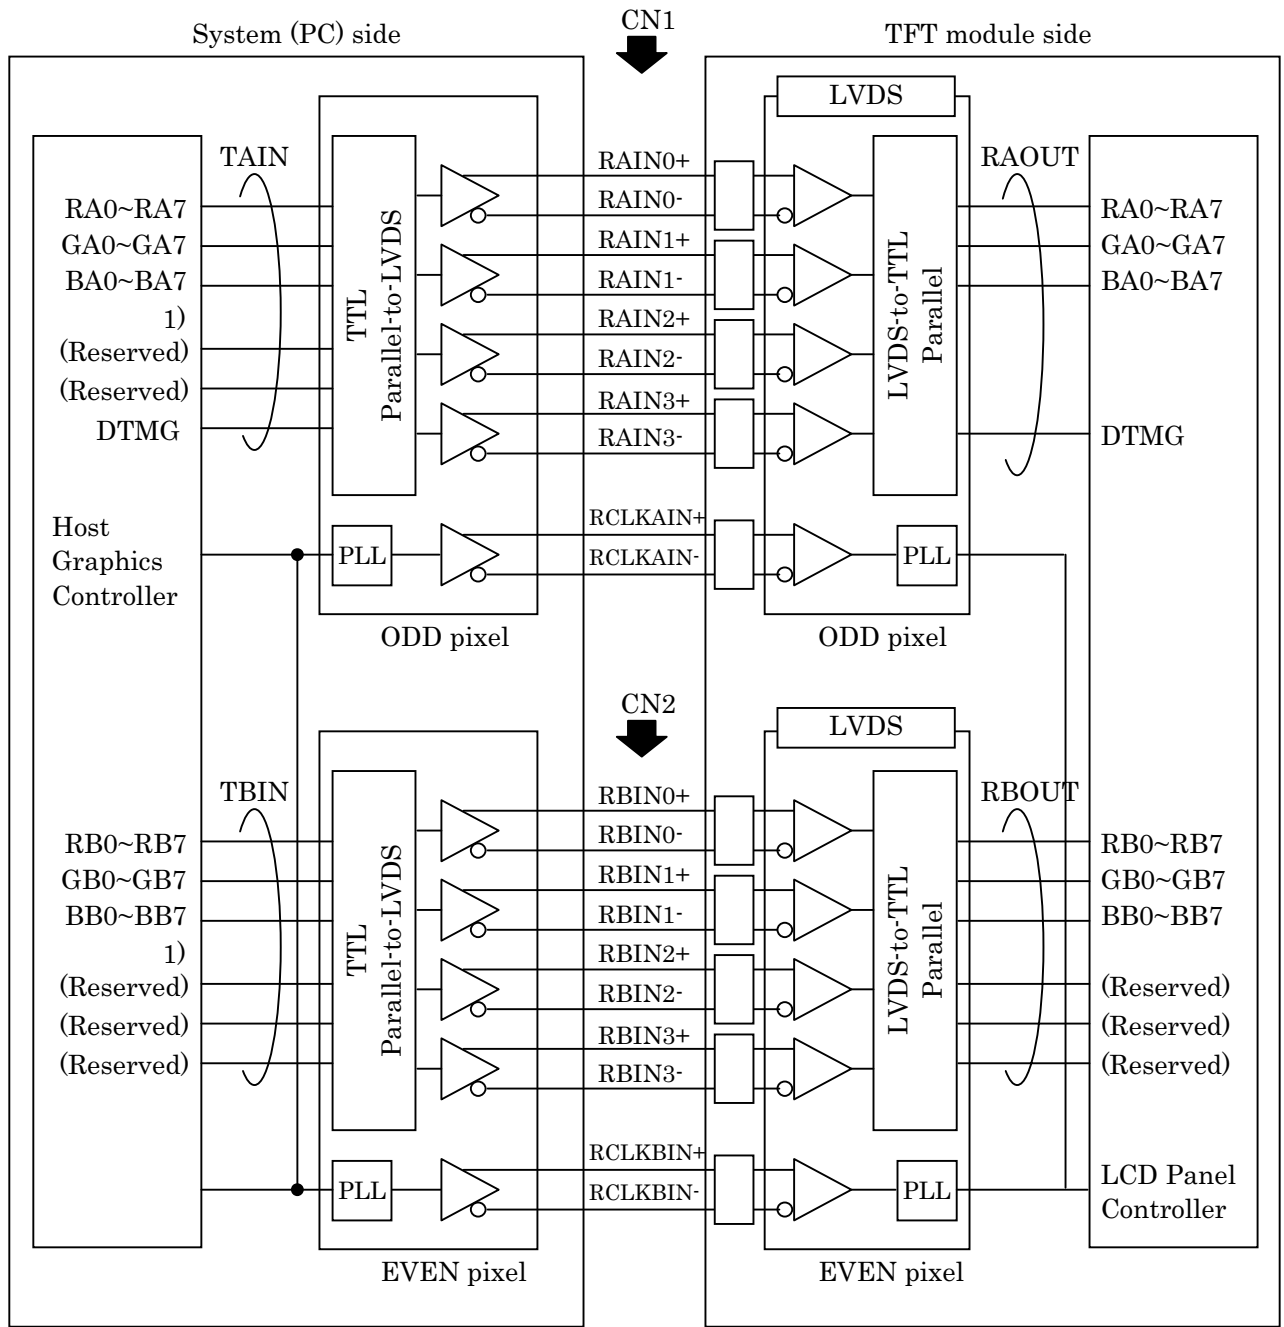 CN1
System (PC) side
TFT module side
LVDS
TAIN
RAOUT
RA0~RA7
GA0~GA7
BA0~BA7
1)
(Reserved)
(Reserved)
DTMG
TTL
Parallel-to-LVDS
RAIN0+
RAIN0-
RAIN1+
RAIN1-
RAIN2+
RAIN2-
RAIN3+
RAIN3-
LVDS-to-TTL
Parallel
RA0~RA7
GA0~GA7
BA0~BA7
DTMG
Host
Graphics
Controller
PLL
RCLKAIN+
RCLKAIN-
PLL
ODD pixel
ODD pixel
CN2
LVDS
TBIN
RBOUT
RB0~RB7
GB0~GB7
BB0~BB7
1)
(Reserved)
(Reserved)
(Reserved)
TTL
Parallel-to-LVDS
RBIN0+
RBIN0-
RBIN1+
RBIN1-
RBIN2+
RBIN2-
RBIN3+
RBIN3-
LVDS-to-TTL
Parallel
RB0~RB7
GB0~GB7
BB0~BB7
(Reserved)
(Reserved)
(Reserved)
PLL
RCLKBIN+
RCLKBIN-
PLL
LCD Panel
Controller
EVEN pixel
EVEN pixel